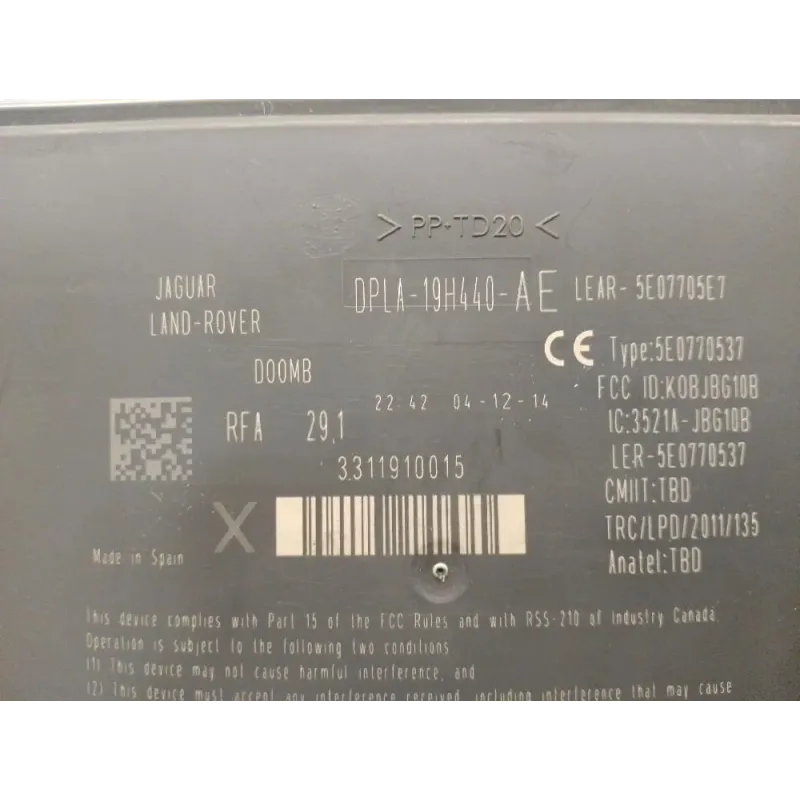 >PP-TD20<
JAGUAR
LAND-ROVER
DPLA-19H440-AE
LEAR-5E07705E7
D00MB
CE
Type:5E0770537
FCC ID:KOBJBG10B
IC:3521A-JBG10B
LER-5E0770537
CMIIT:TBD
TRC/LPD/2011/135
Anatel:TBD
22:42 04-12-14
RFA 29,1
3311910015
X
Made in Spain
This device complies with Part 15 of the FCC Rules and with RSS-210 of Industry Canada.
Operation is subject to the following two conditions
(1) This device may not cause harmful interference, and
(2) This device must accept any interference received, including interference that may cause